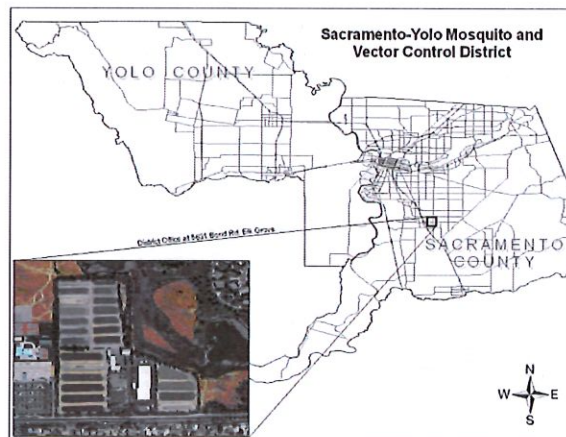 Sacramento-Yolo Mosquito and
Vector Control District
YOLO COUNTY
District Office at 8631 Bond Rd, Elk Grove
SACRAMENTO
COUNTY
N
W E
S